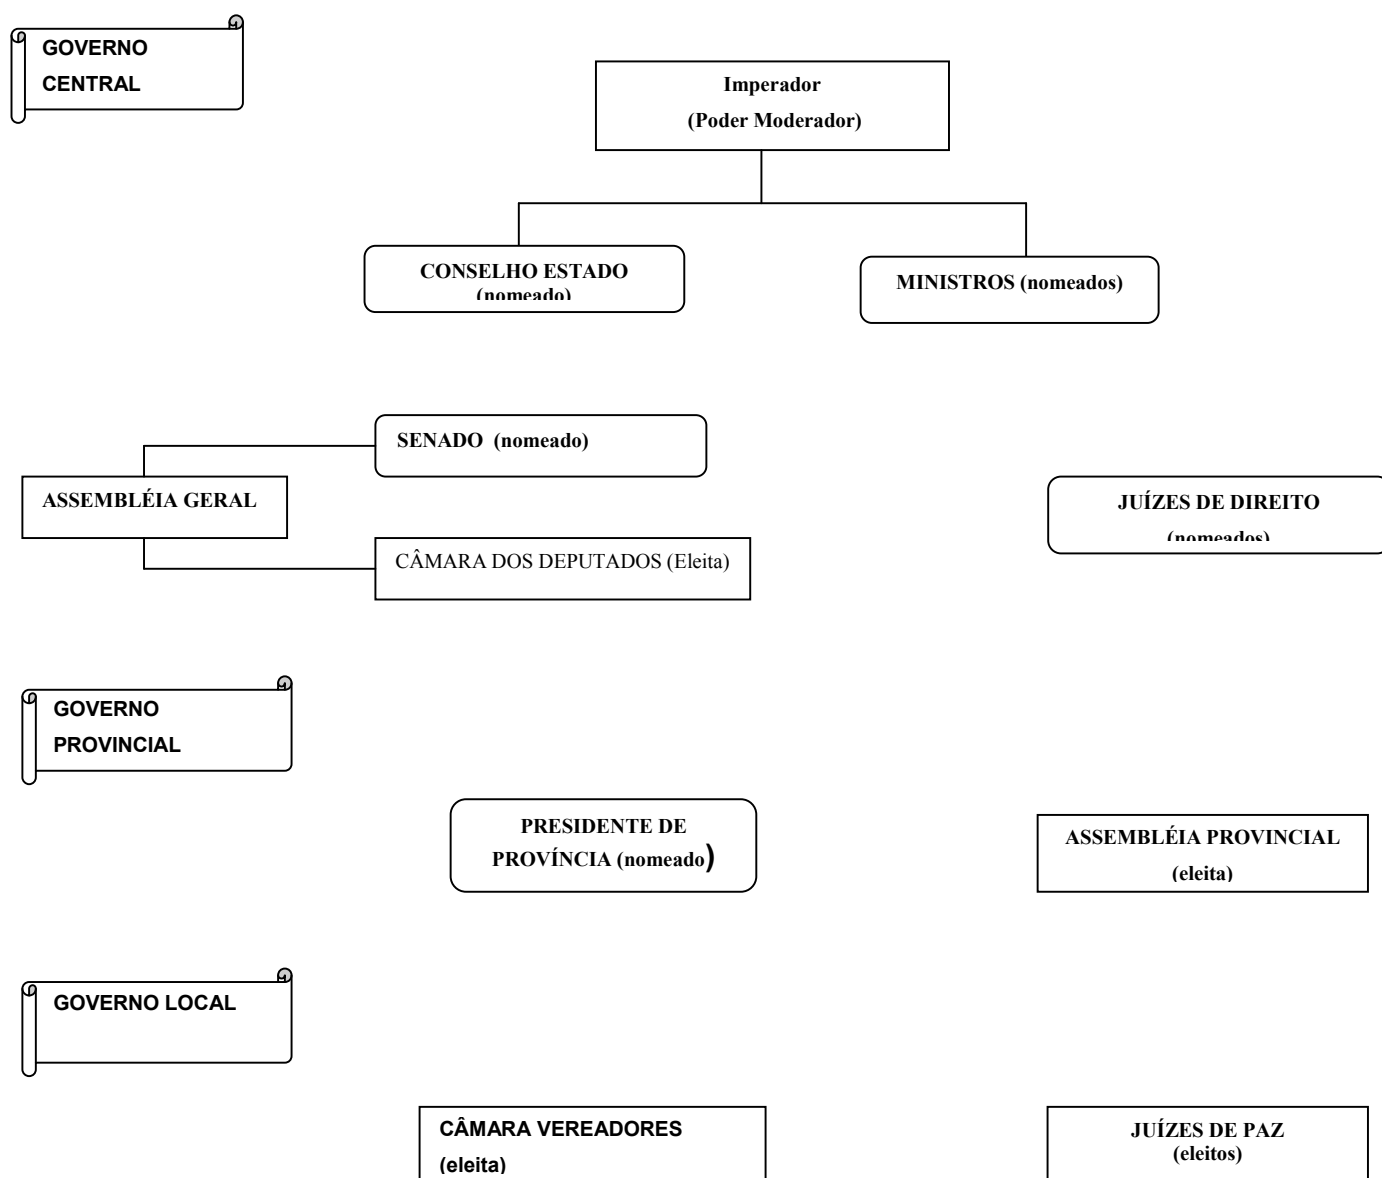 GOVERNO
CENTRAL
Imperador
(Poder Moderador)
CONSELHO ESTADO
(nomeado)
MINISTROS (nomeados)
SENADO (nomeado)
ASSEMBLÉIA GERAL
JUÍZES DE DIREITO
(nomeados)
CÂMARA DOS DEPUTADOS (Eleita)
GOVERNO
PROVINCIAL
PRESIDENTE DE
PROVÍNCIA (nomeado)
ASSEMBLÉIA PROVINCIAL
(eleita)
GOVERNO LOCAL
CÂMARA VEREADORES
(eleita)
JUÍZES DE PAZ
(eleitos)